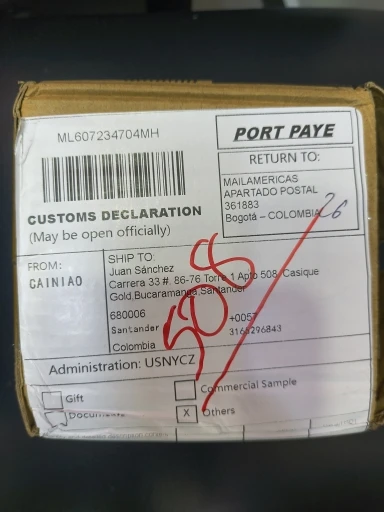 ML607234704MH
PORT PAYE
RETURN TO:
MAILAMERICAS
APARTADO POSTAL
361883
Bogotá – COLOMBIA
26
CUSTOMS DECLARATION
(May be open officially)
FROM:
CAINIAO
SHIP TO:
Juan Sánchez
Carrera 33 #. 86-76 Torre 1 Apto 508, Casique
Gold,Bucaramanga,Santander
680006
Santander
+0057
3165296843
Colombia
508
Administration: USNYCZ
Gift
Commercial Sample
Documents
X Others